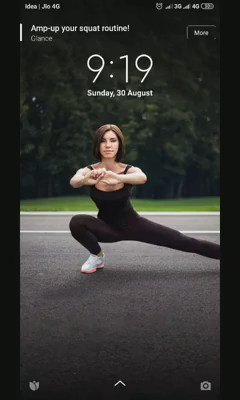 Idea | Jio 4G
3G 4G
Amp-up your squat routine!
Glance
More
9:19
Sunday, 30 August